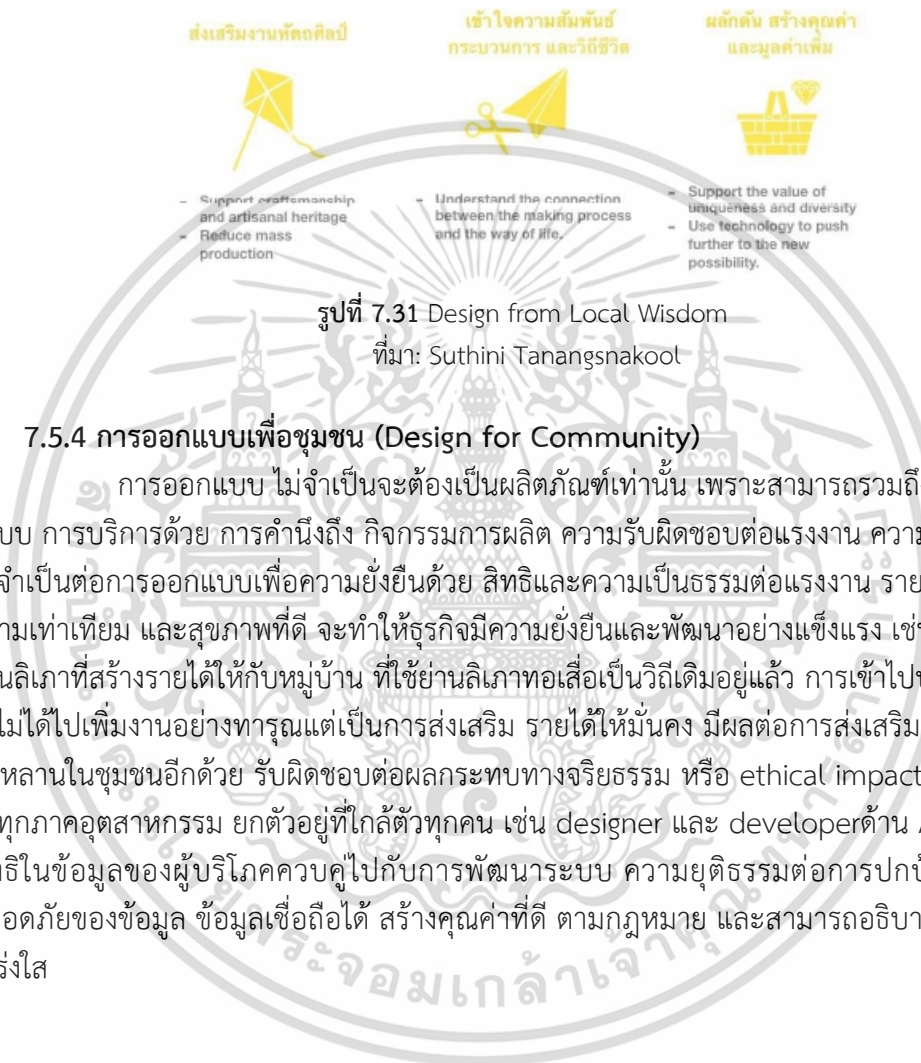 ส่งเสริมงานหัตถศิลป์
เข้าใจความสัมพันธ์
กระบวนการ และวิถีชีวิต
ผลักดัน สร้างคุณค่า
และมูลค่าเพิ่ม
- Support craftsmanship
and artisanal heritage
- Reduce mass
production
- Understand the connection
between the making process
and the way of life.
- Support the value of
uniqueness and diversity
- Use technology to push
further to the new
possibility.
รูปที่ 7.31 Design from Local Wisdom
ที่มา: Suthini Tanangsnakool
7.5.4 การออกแบบเพื่อชุมชน (Design for Community)
การออกแบบ ไม่จำเป็นจะต้องเป็นผลิตภัณฑ์เท่านั้น เพราะสามารถรวมถึง
บบ การบริการด้วย การคำนึงถึง กิจกรรมการผลิต ความรับผิดชอบต่อแรงงาน ความ
จำเป็นต่อการออกแบบเพื่อความยั่งยืนด้วย สิทธิและความเป็นธรรมต่อแรงงาน ราย
ามเท่าเทียม และสุขภาพที่ดี จะทำให้ธุรกิจมีความยั่งยืนและพัฒนาอย่างแข็งแรง เช่น
นลิเภาที่สร้างรายได้ให้กับหมู่บ้าน ที่ใช้ย่านลิเภาทอเสื่อเป็นวิถีเดิมอยู่แล้ว การเข้าไป
ไม่ได้ไปเพิ่มงานอย่างทารุณแต่เป็นการส่งเสริม รายได้ให้มั่นคง มีผลต่อการส่งเสริม
หลานในชุมชนอีกด้วย รับผิดชอบต่อผลกระทบทางจริยธรรม หรือ ethical impact
ทุกภาคอุตสาหกรรม ยกตัวอยู่ที่ใกล้ตัวทุกคน เช่น designer และ developerด้าน
ทธิในข้อมูลของผู้บริโภคควบคู่ไปกับการพัฒนาระบบ ความยุติธรรมต่อการปกป้
อดภัยของข้อมูล ข้อมูลเชื่อถือได้ สร้างคุณค่าที่ดี ตามกฎหมาย และสามารถอธิบา
ร่งใส
พระจอมเกล้าเจ้าคุณทหาร